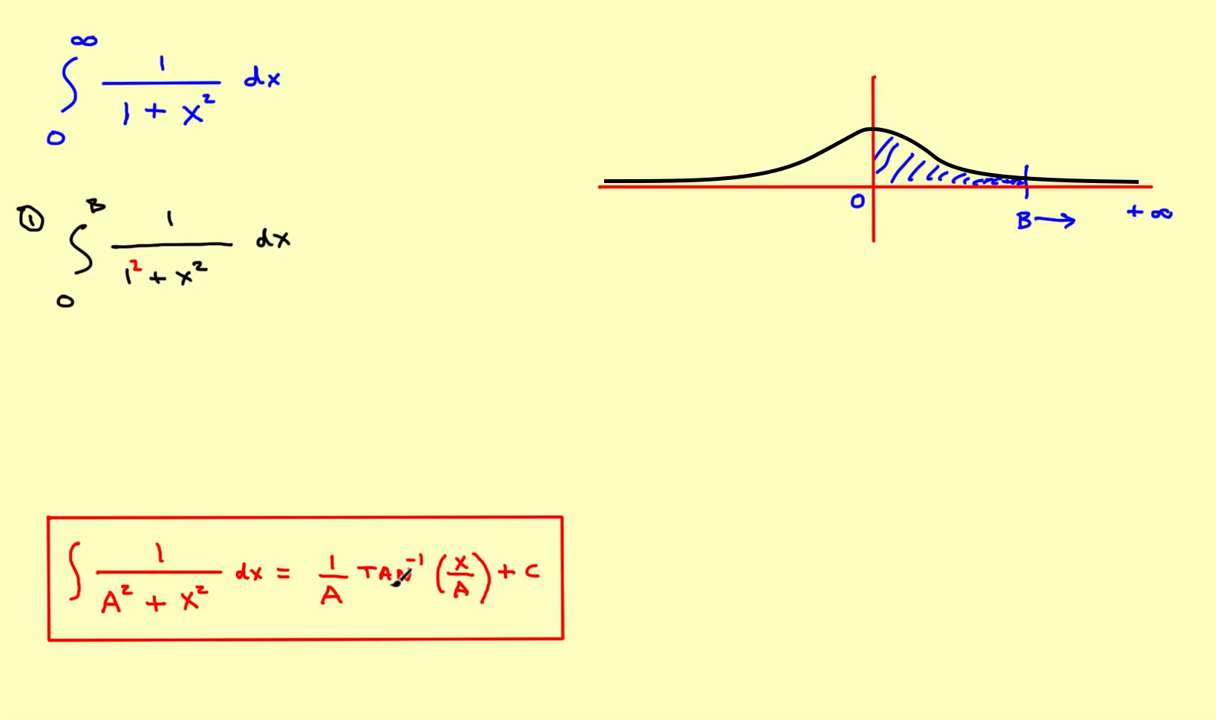 ∫₀^∞ 1/(1 + x²) dx
① ∫₀^B 1/(1² + x²) dx
0 B → + ∞
∫ 1/(A² + x²) dx = 1/A TAN⁻¹ (x/A) + C